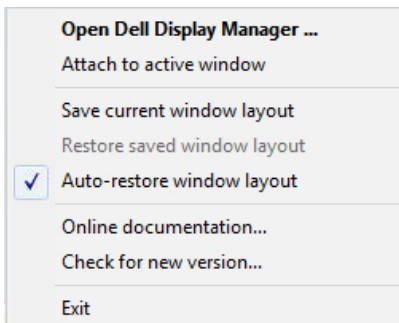 Open Dell Display Manager ...
Attach to active window
Save current window layout
Restore saved window layout
Auto-restore window layout
Online documentation...
Check for new version...
Exit